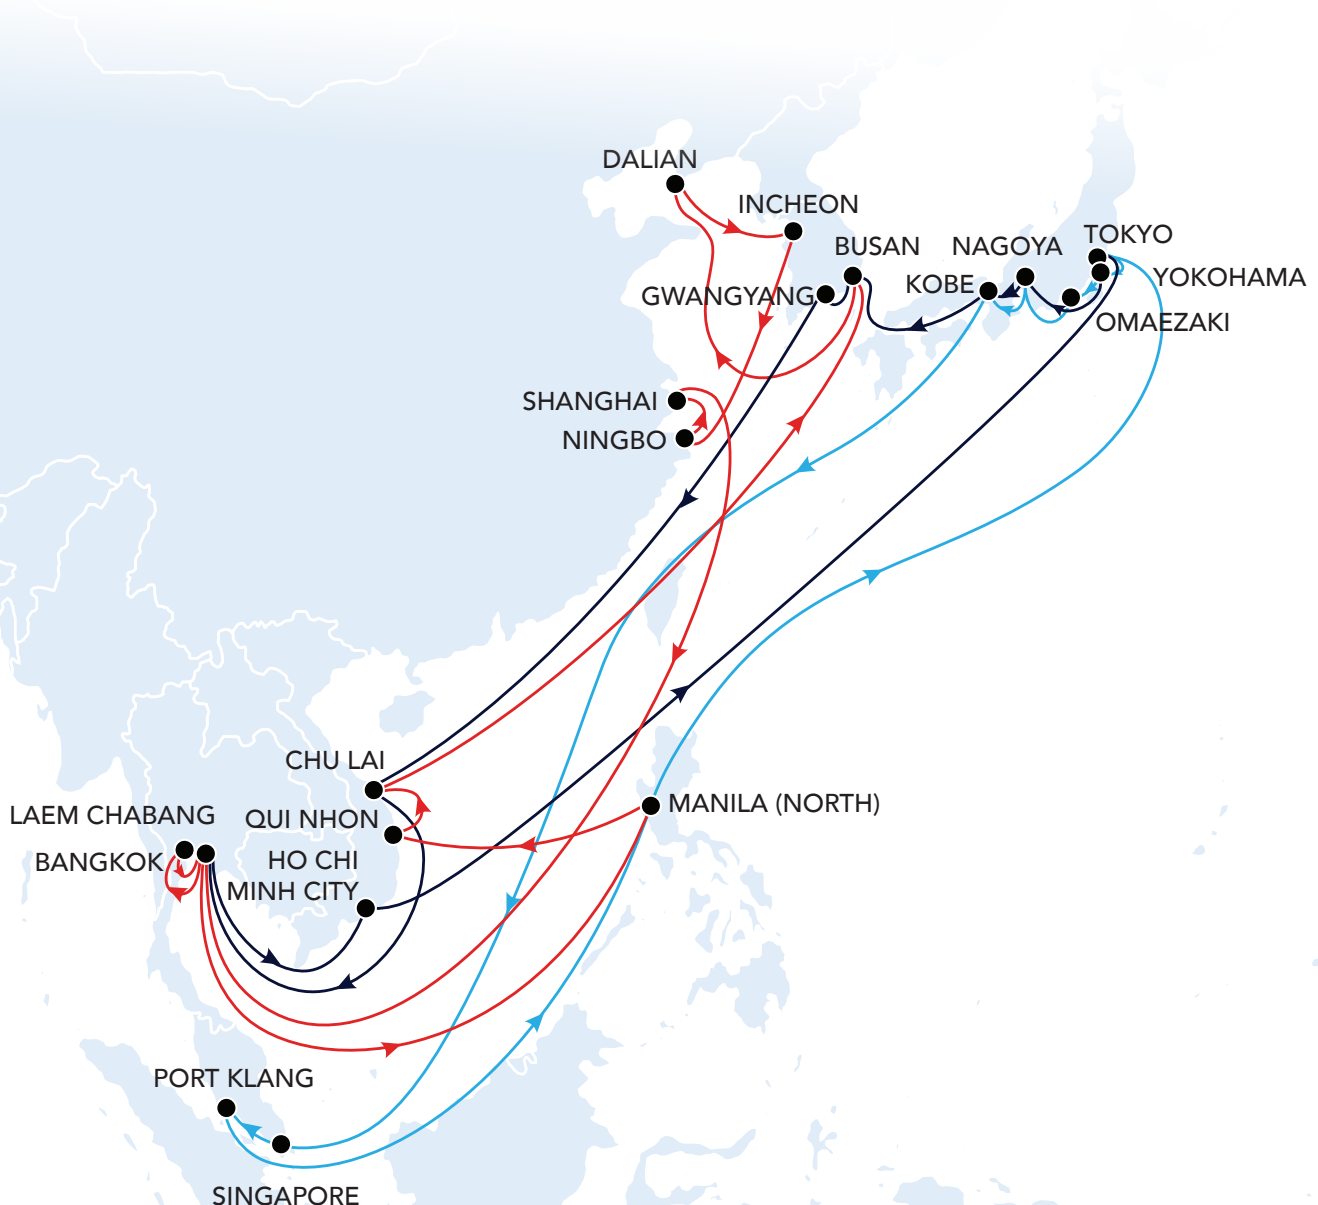 DALIAN
INCHEON
TOKYO
BUSAN
NAGOYA
YOKOHAMA
KOBE
GWANGYANG
OMAEZAKI
SHANGHAI
NINGBO
CHU LAI
MANILA (NORTH)
LAEM CHABANG
QUI NHON
BANGKOK
HO CHI
MINH CITY
PORT KLANG
SINGAPORE